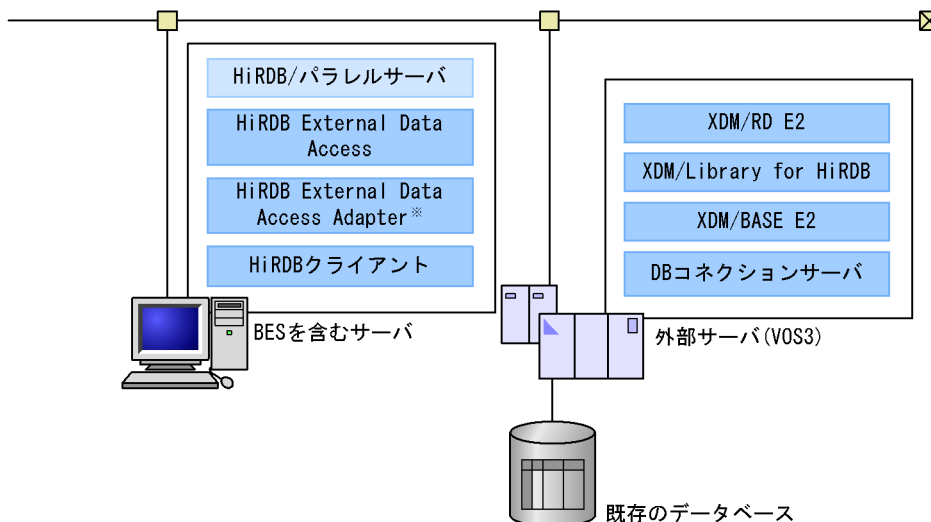 HiRDB/パラレルサーバ
HiRDB External Data
Access
HiRDB External Data
Access Adapter※
HiRDBクライアント
BESを含むサーバ
XDM/RD E2
XDM/Library for HiRDB
XDM/BASE E2
DBコネクションサーバ
外部サーバ(VOS3)
既存のデータベース